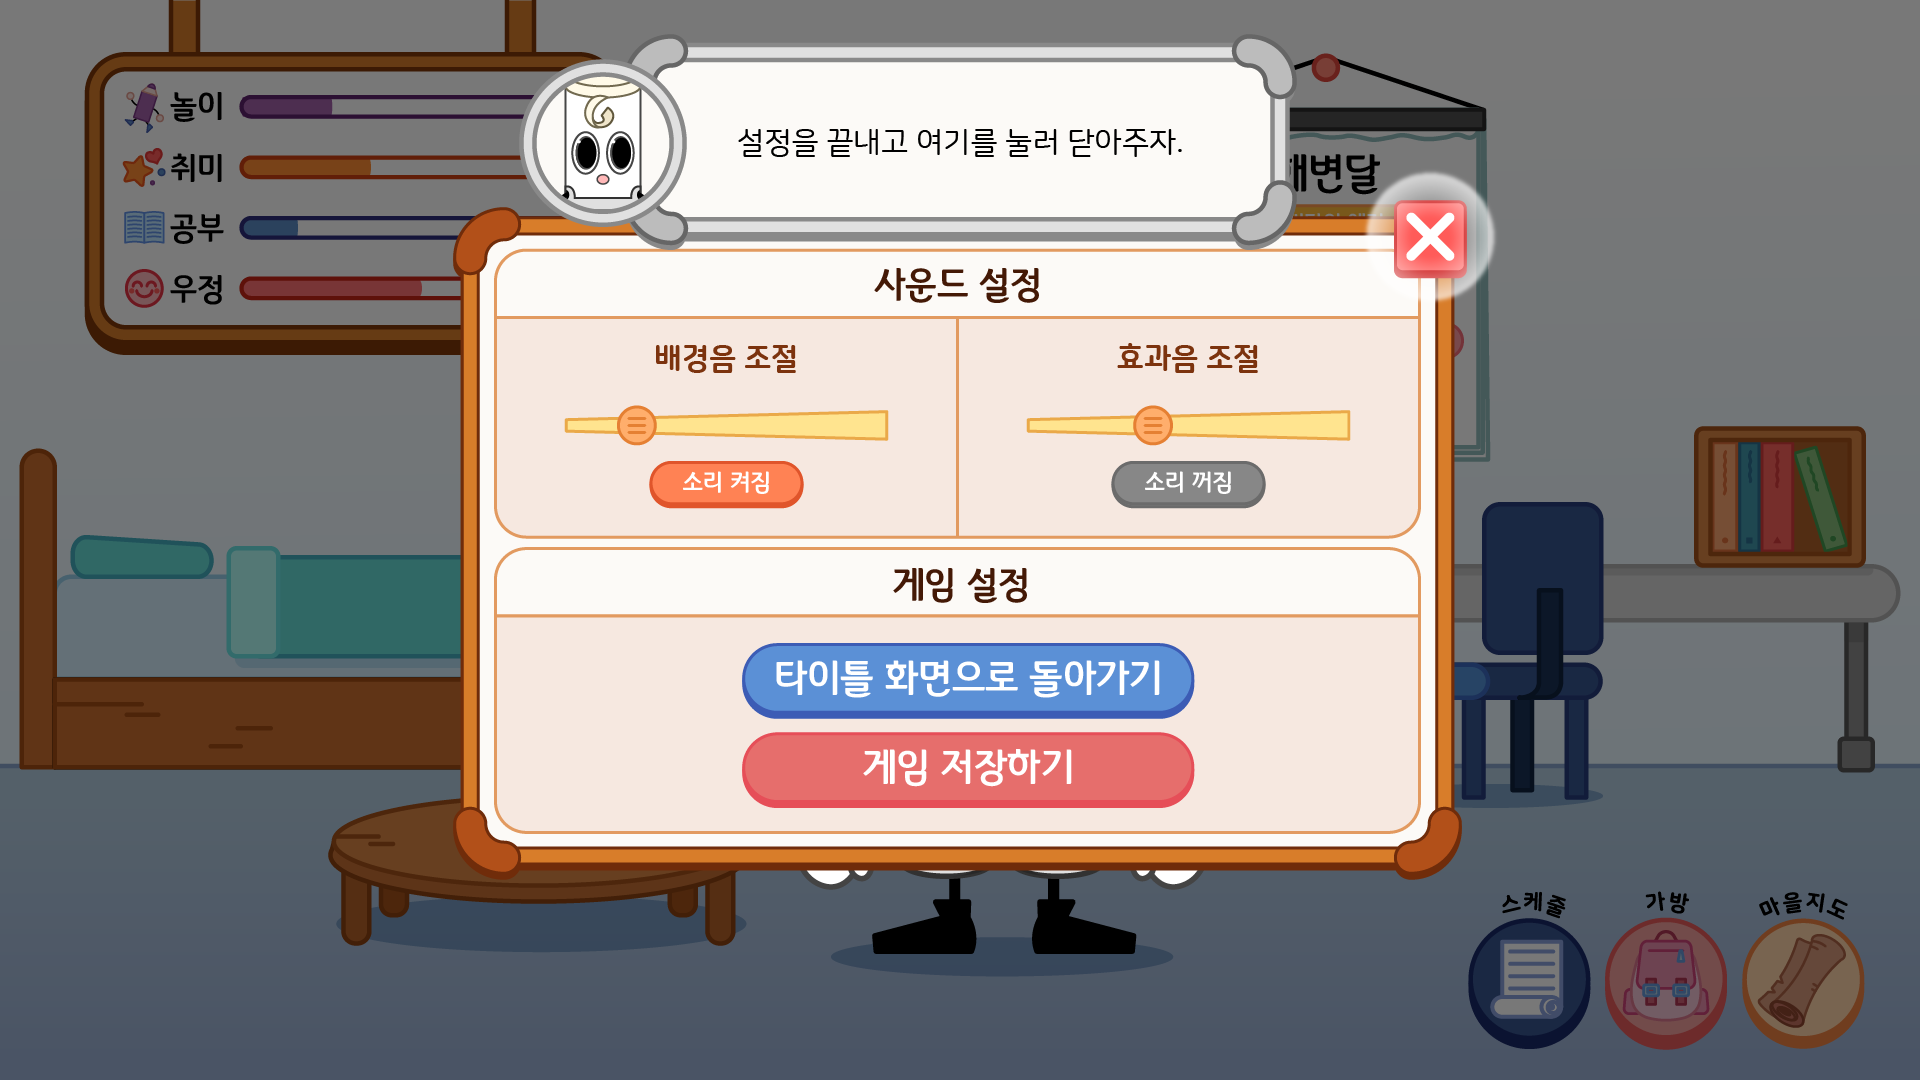 놀이
취미
공부
우정
설정을 끝내고 여기를 눌러 닫아주자.
해변달
사운드 설정
배경음 조절
효과음 조절
소리 켜짐
소리 꺼짐
게임 설정
타이틀 화면으로 돌아가기
게임 저장하기
스케줄
가방
마을지도